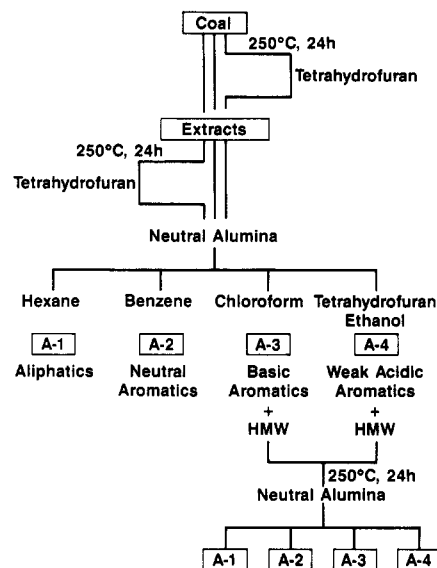 Coal
250°C, 24h
Tetrahydrofuran
Extracts
250°C, 24h
Tetrahydrofuran
Neutral Alumina
Hexane Benzene Chloroform Tetrahydrofuran
Ethanol
A-1 A-2 A-3 A-4
Aliphatics Neutral Basic Weak Acidic
Aromatics Aromatics Aromatics
+ +
HMW HMW
250°C, 24h
Neutral Alumina
A-1 A-2 A-3 A-4